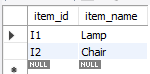 item_id item_name
I1 Lamp
I2 Chair
NULL NULL